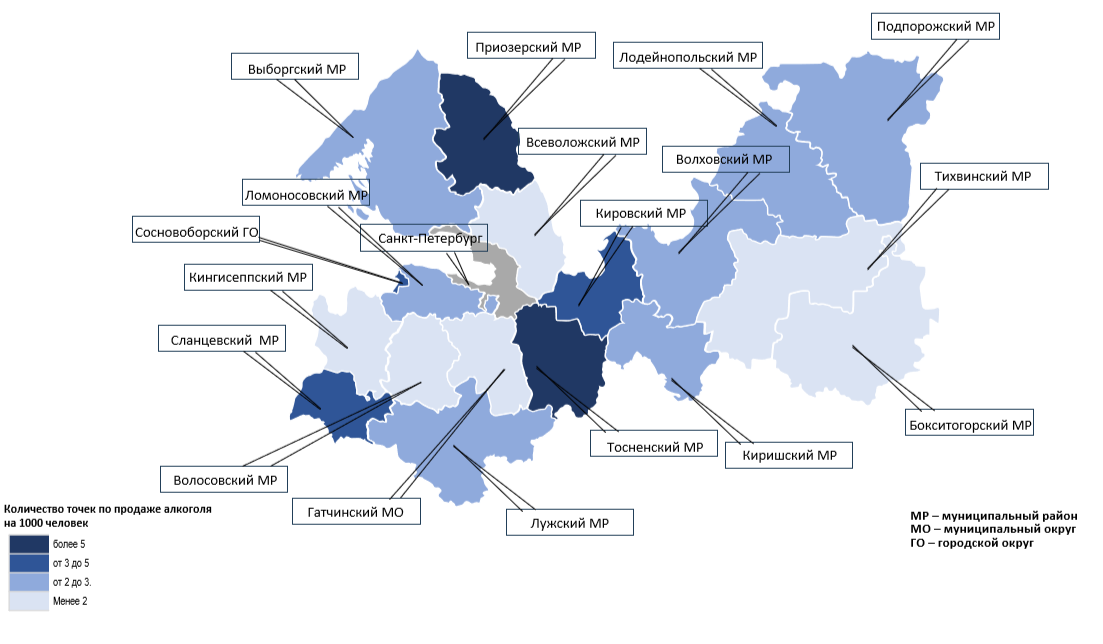 Подпорожский МР
Приозерский МР
Лодейнопольский МР
Выборгский МР
Всеволожский МР
Волховский МР
Тихвинский МР
Ломоносовский МР
Кировский МР
Сосновоборский ГО
Санкт-Петербург
Кингисеппский МР
Сланцевский МР
Бокситогорский МР
Тосненский МР
Киришский МР
Волосовский МР
Гатчинский МО
Лужский МР
Количество точек по продаже алкоголя
на 1000 человек
более 5
от 3 до 5
от 2 до 3.
Менее 2
МР – муниципальный район
МО – муниципальный округ
ГО – городской округ